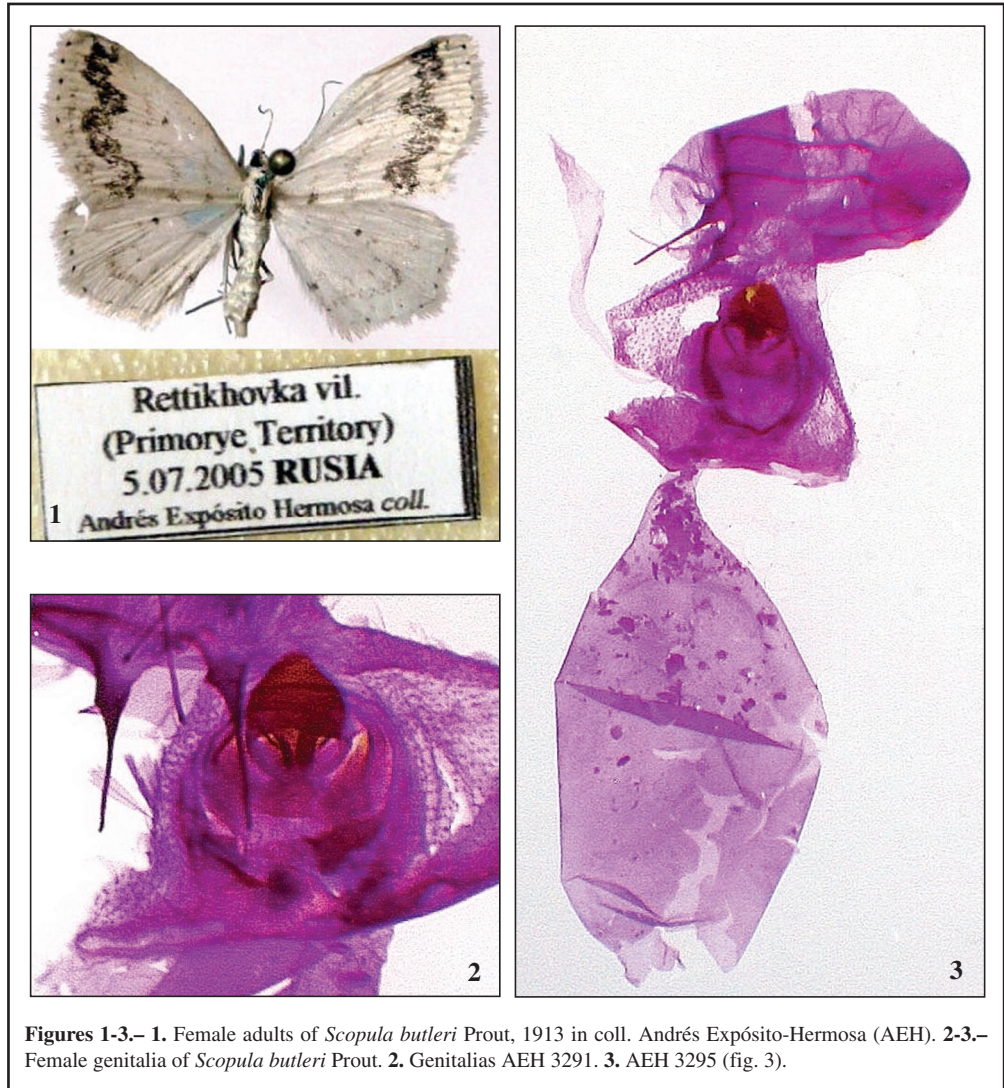 Rettikhovka vil.
(Primorye Territory)
5.07.2005 RUSIA
Andrés Expósito Hermosa coll.
1
2
3
Figures 1-3.– 1. Female adults of Scopula butleri Prout, 1913 in coll. Andrés Expósito-Hermosa (AEH). 2-3.–
Female genitalia of Scopula butleri Prout. 2. Genitalias AEH 3291. 3. AEH 3295 (fig. 3).